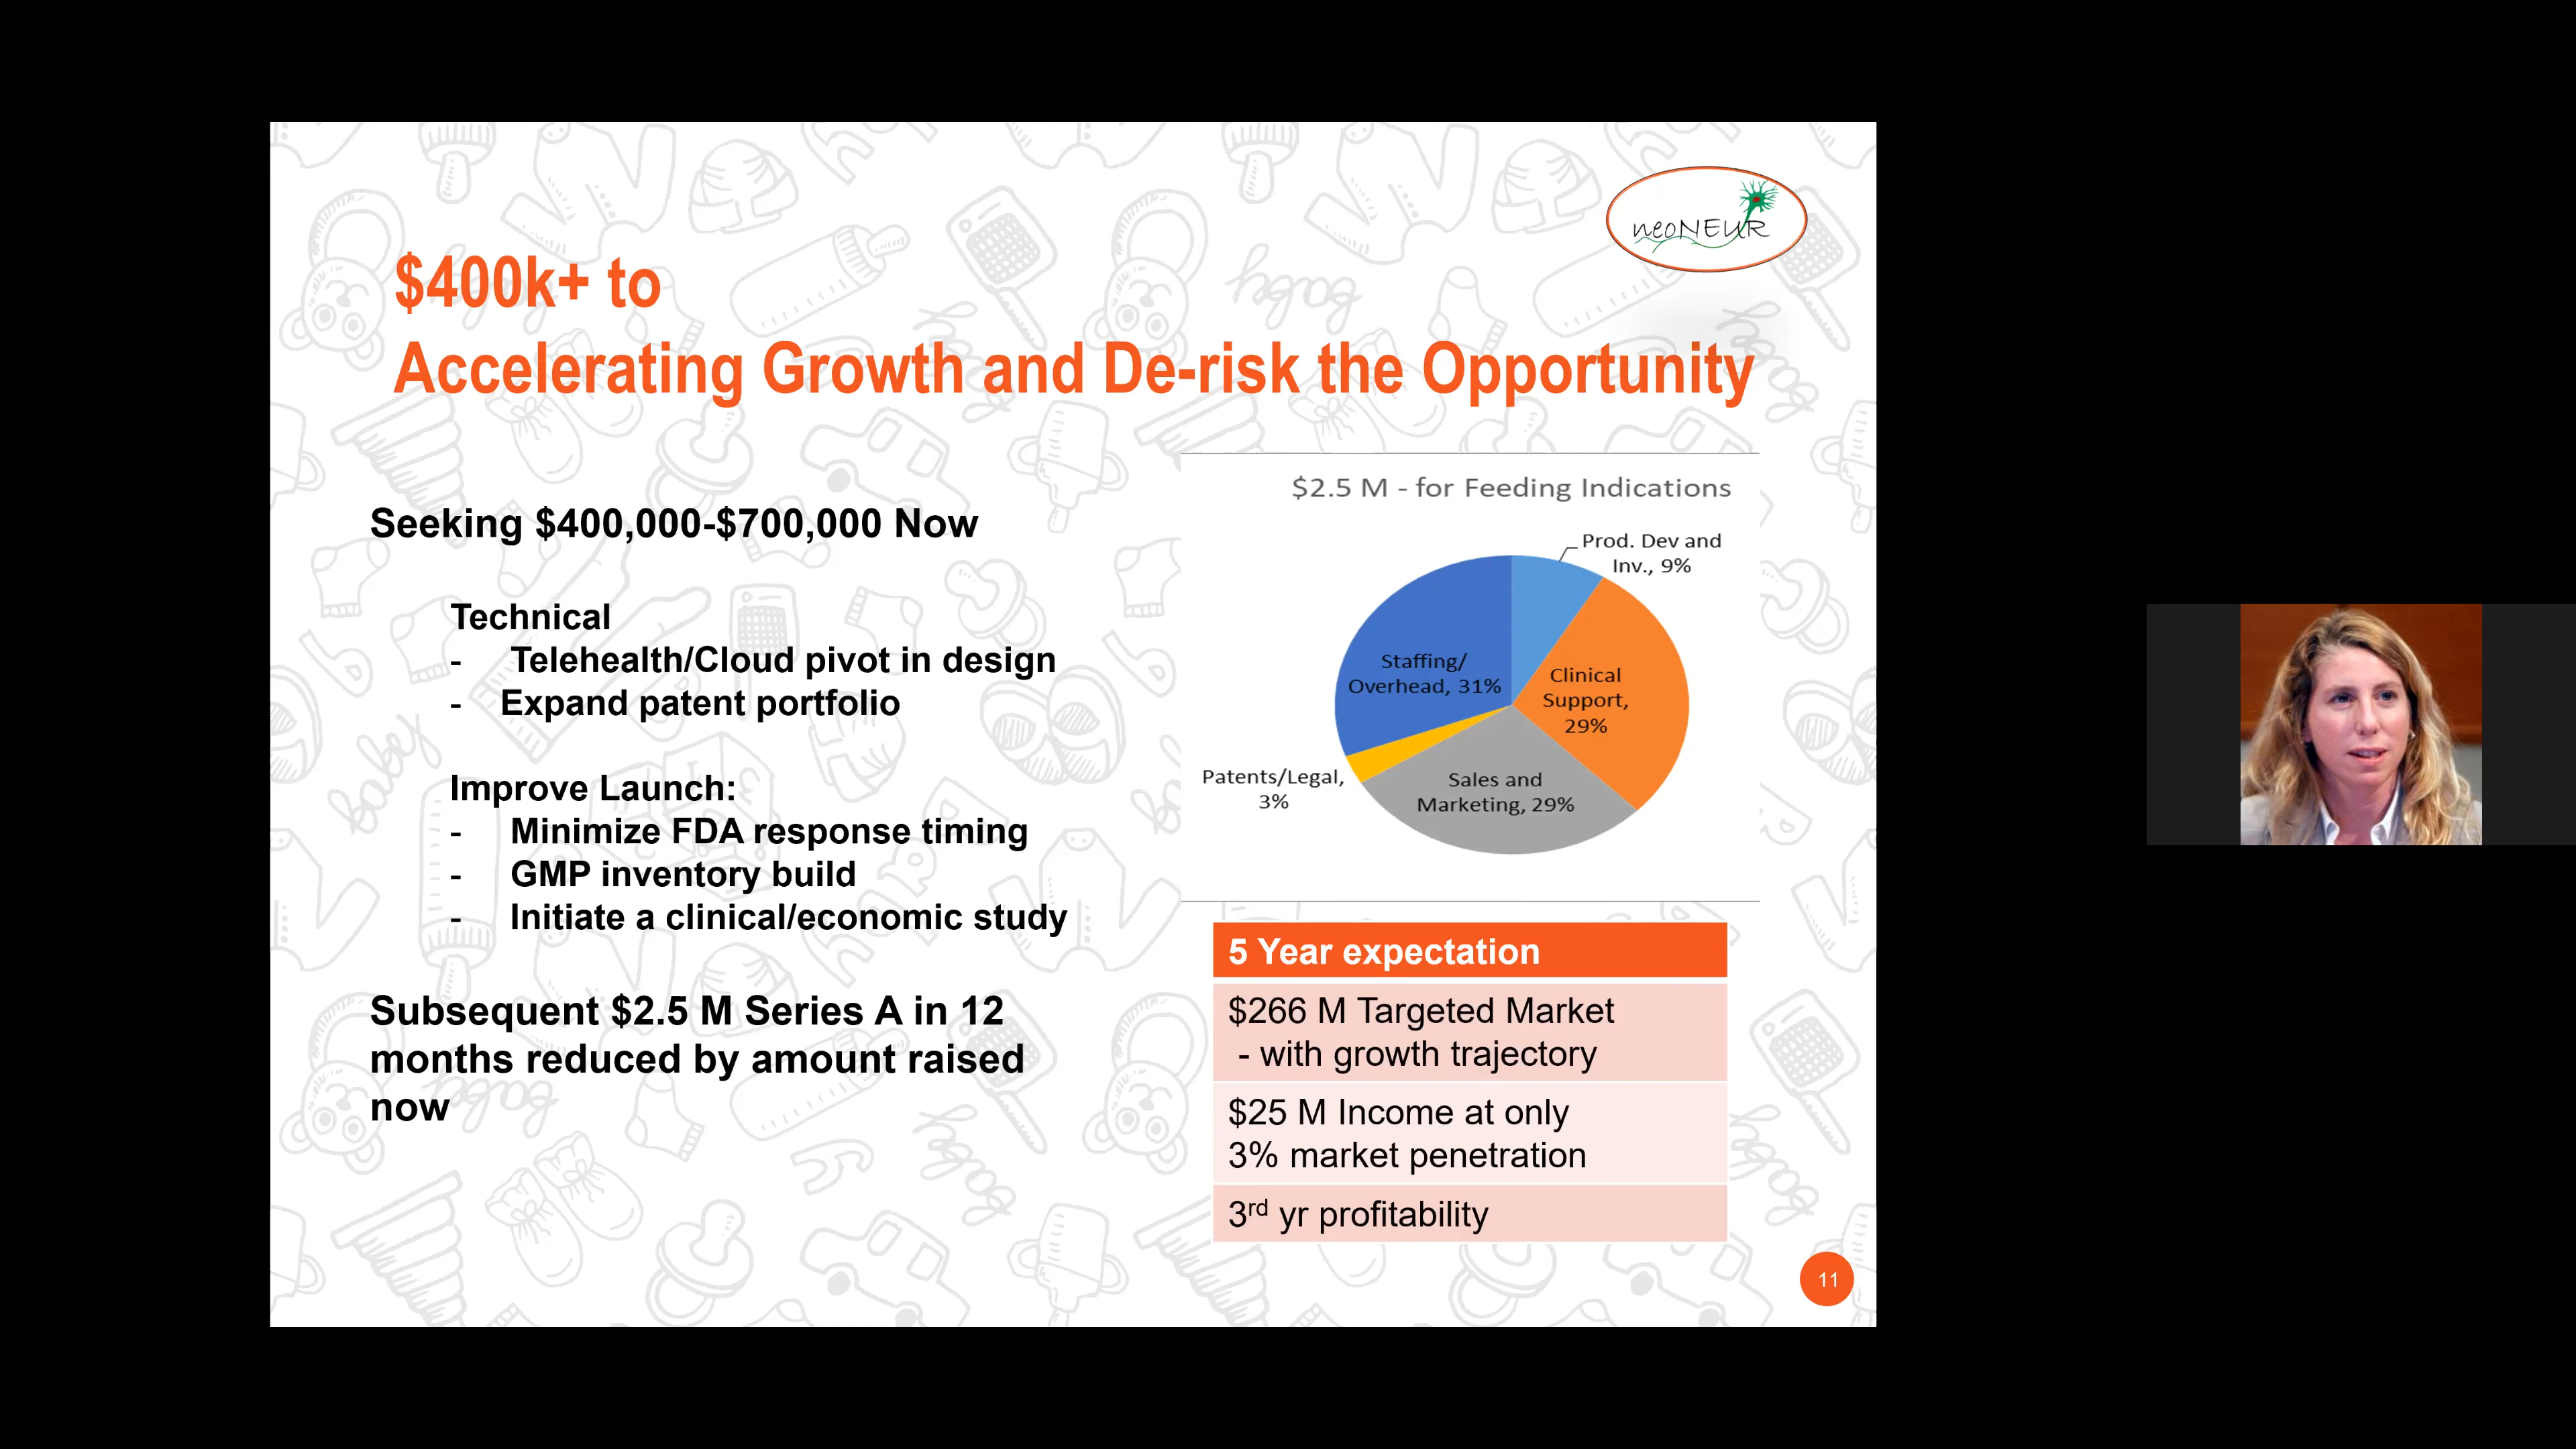 neoNEUR
$400k+ to
Accelerating Growth and De-risk the Opportunity
Seeking $400,000-$700,000 Now
Technical
- Telehealth/Cloud pivot in design
- Expand patent portfolio
Improve Launch:
- Minimize FDA response timing
- GMP inventory build
- Initiate a clinical/economic study
Subsequent $2.5 M Series A in 12
months reduced by amount raised
now
$2.5 M - for Feeding Indications
Prod. Dev and
Inv., 9%
Staffing/
Overhead, 31%
Clinical
Support,
29%
Patents/Legal,
3%
Sales and
Marketing, 29%
5 Year expectation
$266 M Targeted Market
- with growth trajectory
$25 M Income at only
3% market penetration
3rd yr profitability
11